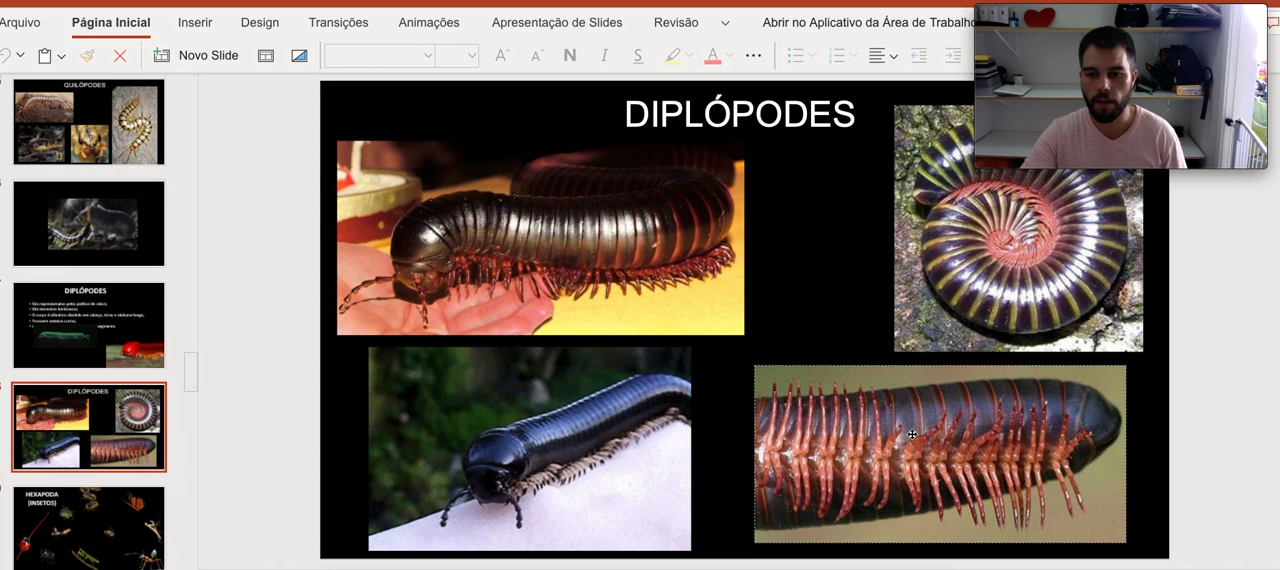 Arquivo Página Inicial Inserir Design Transições Animações Apresentação de Slides Revisão Abrir no Aplicativo da Área de Trabalho
Novo Slide N I S A
QUILÓPODES
DIPLÓPODES
DIPLÓPODES
DIPLÓPODES
HEXAPODA
(INSETOS)